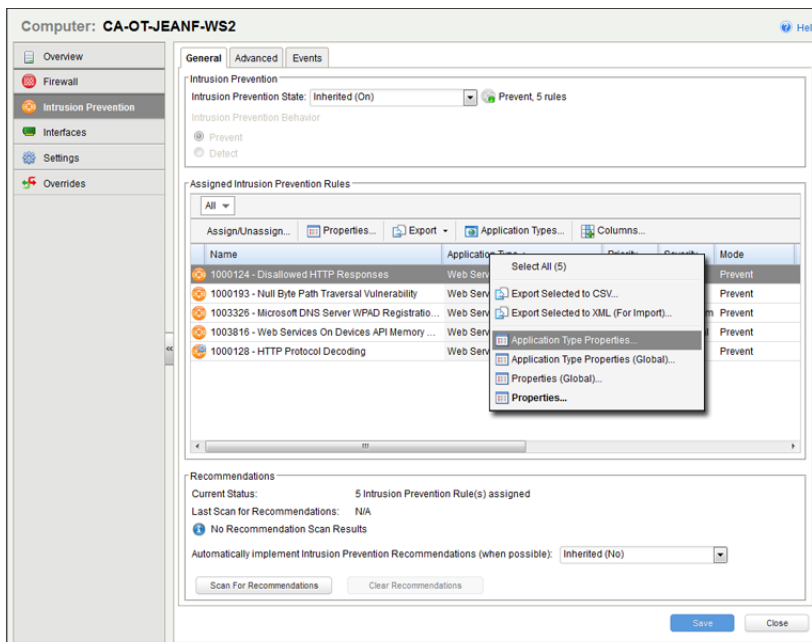 Computer: CA-OT-JEANF-WS2
Hel
Overview
Firewall
Intrusion Prevention
Interfaces
Settings
Overrides
General Advanced Events
Intrusion Prevention
Intrusion Prevention State: Inherited (On) Prevent, 5 rules
Intrusion Prevention Behavior
Prevent
Detect
Assigned Intrusion Prevention Rules
All
Assign/Unassign... Properties... Export Application Types... Columns...
Name Application Type Priority Severity Mode
1000124 - Disallowed HTTP Responses Web Serv Prevent
1000193 - Null Byte Path Traversal Vulnerability Web Serv Prevent
1003326 - Microsoft DNS Server WPAD Registratio... Web Serv m Prevent
1003816 - Web Services On Devices API Memory ... Web Serv l Prevent
1000128 - HTTP Protocol Decoding Web Serv Prevent
Select All (5)
Export Selected to CSV...
Export Selected to XML (For Import)...
Application Type Properties...
Application Type Properties (Global)...
Properties (Global)...
Properties...
Recommendations
Current Status: 5 Intrusion Prevention Rule(s) assigned
Last Scan for Recommendations: N/A
No Recommendation Scan Results
Automatically implement Intrusion Prevention Recommendations (when possible): Inherited (No)
Scan For Recommendations Clear Recommendations
Save Close